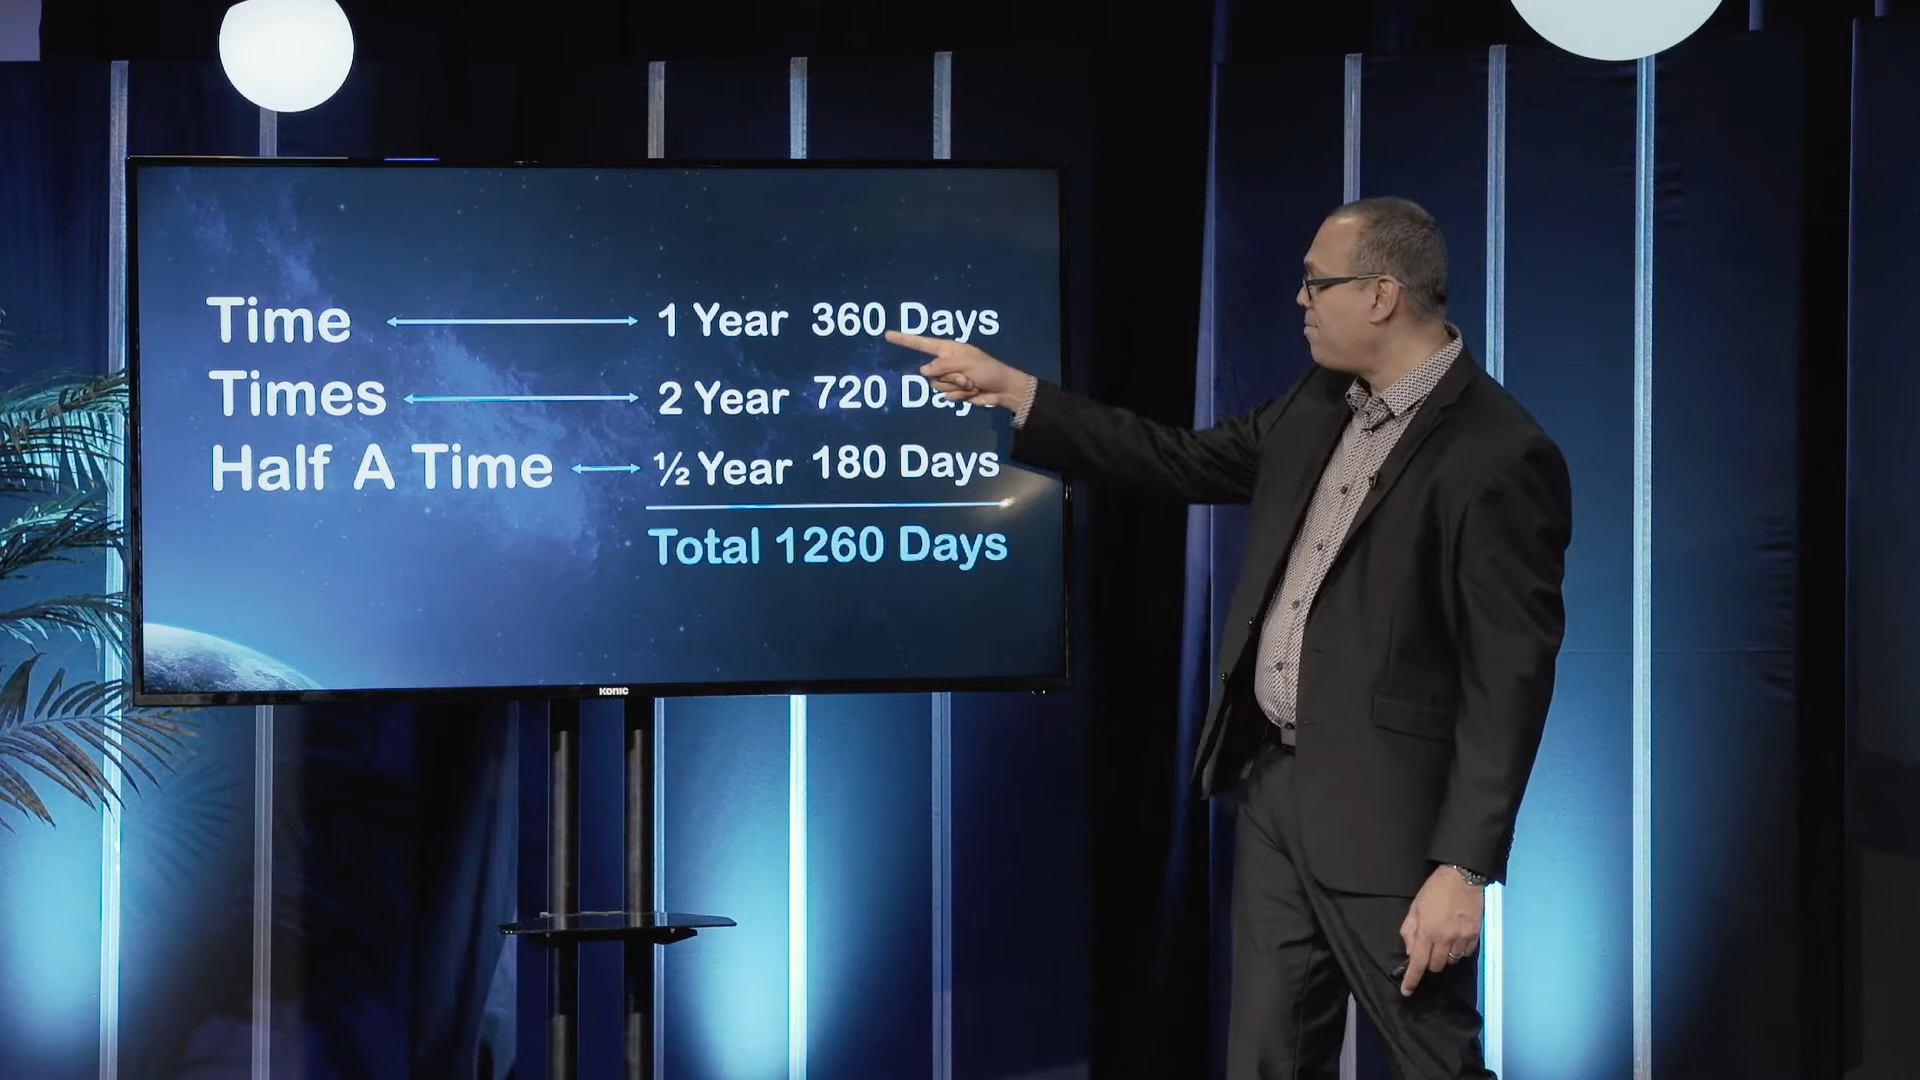 Time 1 Year 360 Days
Times 2 Year 720 Days
Half A Time ½ Year 180 Days
Total 1260 Days
KONIC